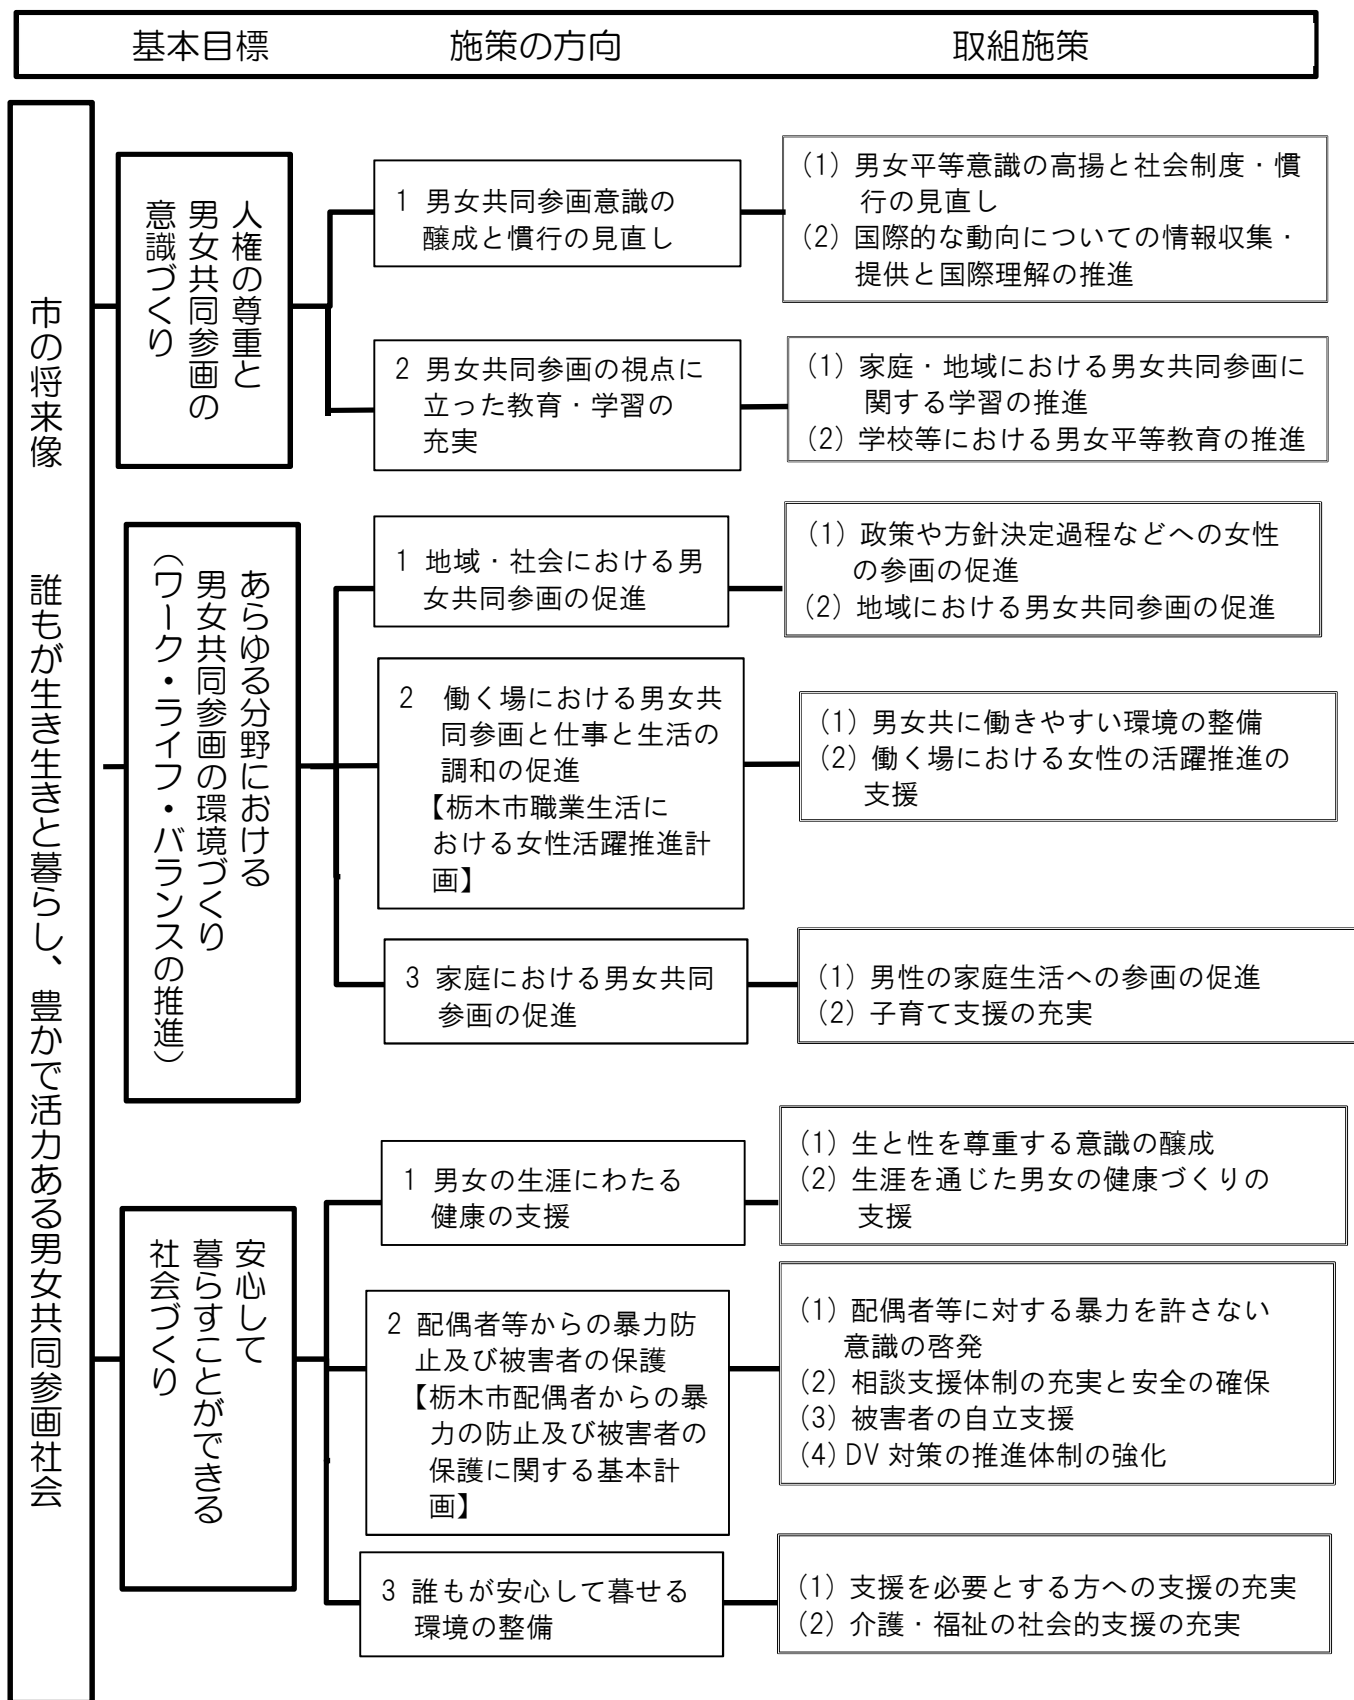 基本目標 施策の方向 取組施策
市の将来像 誰もが生き生きと暮らし、豊かで活力ある男女共同参画社会
人権の尊重と
男女共同参画の
意識づくり
1 男女共同参画意識の
醸成と慣行の見直し
(1) 男女平等意識の高揚と社会制度・慣
行の見直し
(2) 国際的な動向についての情報収集・
提供と国際理解の推進
2 男女共同参画の視点に
立った教育・学習の
充実
(1) 家庭・地域における男女共同参画に
関する学習の推進
(2) 学校等における男女平等教育の推進
あらゆる分野における
男女共同参画の環境づくり
(ワーク・ライフ・バランスの推進)
1 地域・社会における男
女共同参画の促進
(1) 政策や方針決定過程などへの女性
の参画の促進
(2) 地域における男女共同参画の促進
2 働く場における男女共
同参画と仕事と生活の
調和の促進
【栃木市職業生活に
おける女性活躍推進計
画】
(1) 男女共に働きやすい環境の整備
(2) 働く場における女性の活躍推進の
支援
3 家庭における男女共同
参画の促進
(1) 男性の家庭生活への参画の促進
(2) 子育て支援の充実
安心して
暮らすことができる
社会づくり
1 男女の生涯にわたる
健康の支援
(1) 生と性を尊重する意識の醸成
(2) 生涯を通じた男女の健康づくりの
支援
2 配偶者等からの暴力防
止及び被害者の保護
【栃木市配偶者からの暴
力の防止及び被害者の
保護に関する基本計
画】
(1) 配偶者等に対する暴力を許さない
意識の啓発
(2) 相談支援体制の充実と安全の確保
(3) 被害者の自立支援
(4) DV 対策の推進体制の強化
3 誰もが安心して暮せる
環境の整備
(1) 支援を必要とする方への支援の充実
(2) 介護・福祉の社会的支援の充実